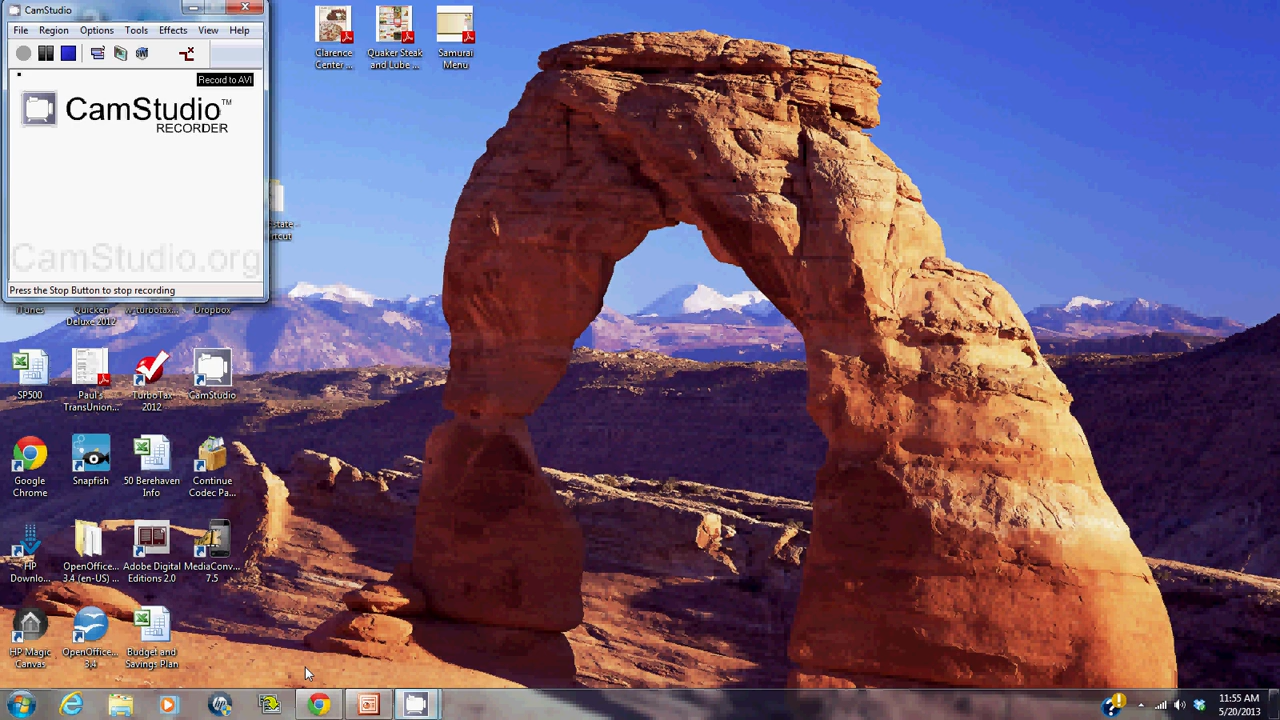 CamStudio
File Region Options Tools Effects View Help
Record to AVI
CamStudio™
RECORDER
CamStudio.org
Press the Stop Button to stop recording
Clarence
Center ...
Quaker Steak
and Lube ...
Samurai
Menu
iTunes
Quicken
Deluxe 2012
Dropbox
SP500
Paul's
TransUnion...
TurboTax
2012
CamStudio
Google
Chrome
Snapfish
50 Berehaven
Info
Continue
Codec Pa...
HP
Downlo...
OpenOffice...
3.4 (en-US) ...
Adobe Digital
Editions 2.0
MediaConv...
7.5
HP Magic
Canvas
OpenOffice...
3.4
Budget and
Savings Plan
11:55 AM
5/20/2013